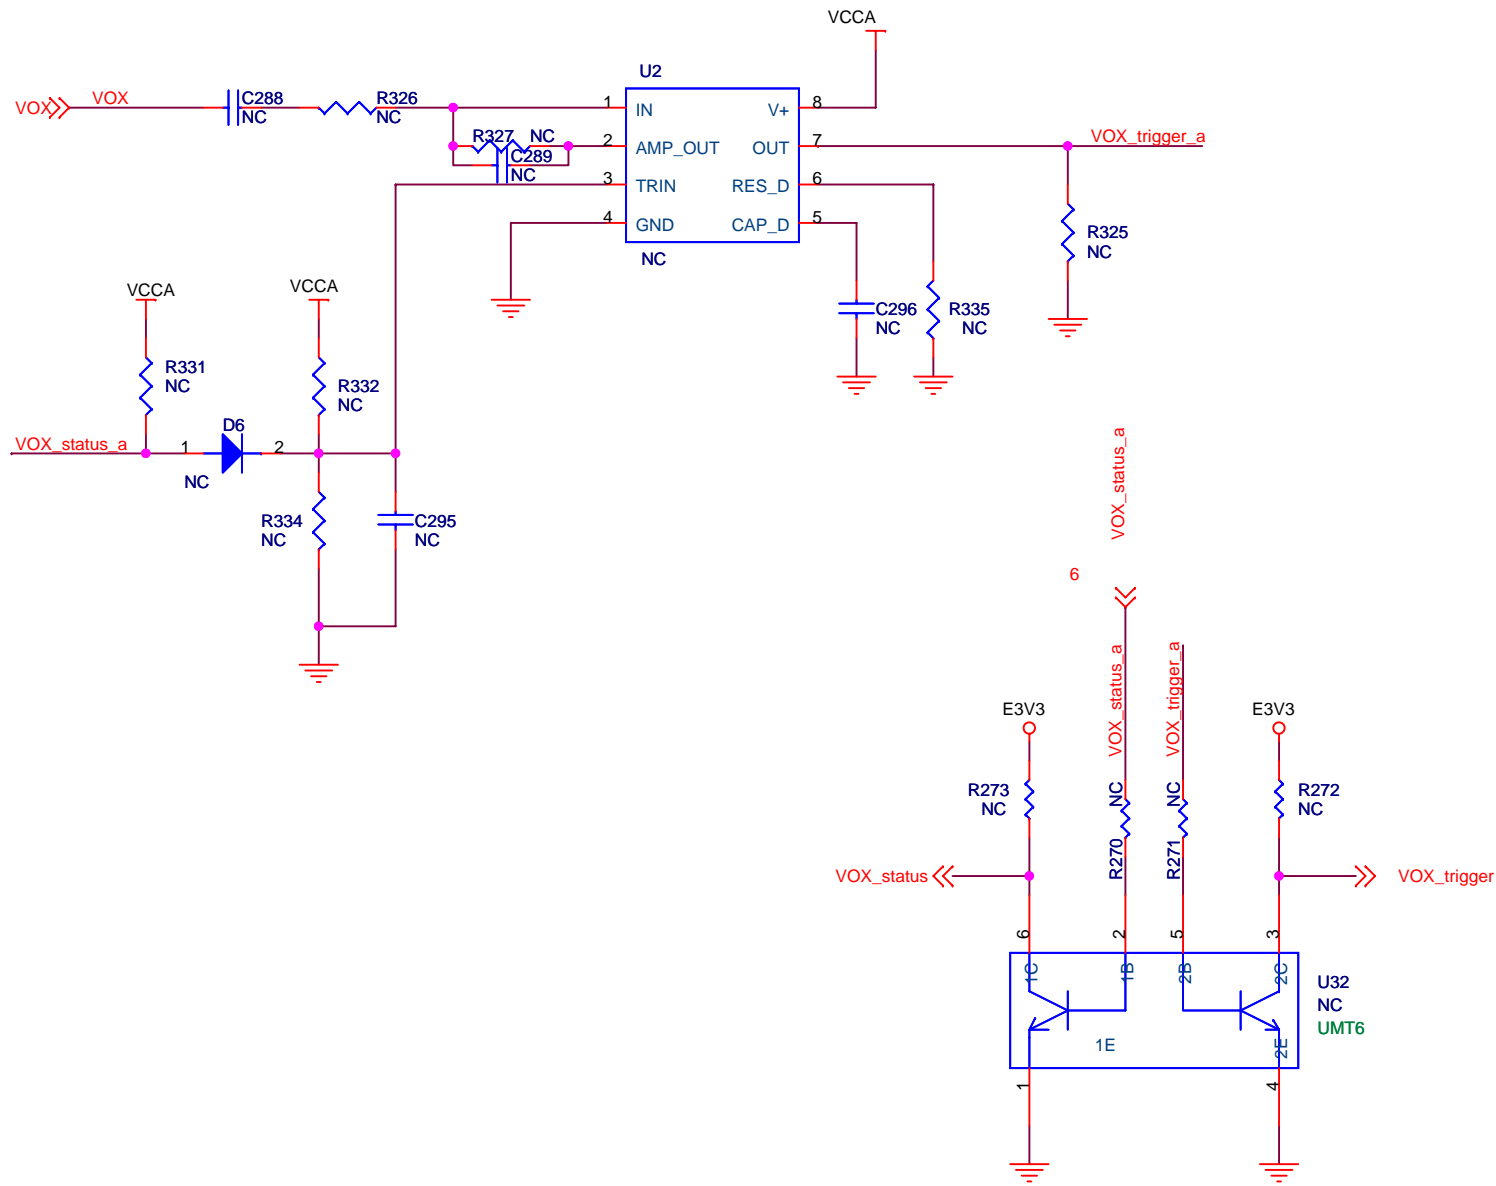 VCCA
U2
VOX
VOX
C288
NC
R326
NC
1
IN
V+
8
R327
NC
2
AMP_OUT
OUT
7
VOX_trigger_a
C289
NC
3
TRIN
RES_D
6
4
GND
CAP_D
5
NC
R325
NC
VCCA
VCCA
C296
NC
R335
NC
R331
NC
R332
NC
VOX_status_a
1
D6
2
NC
R334
NC
C295
NC
VOX_status_a
6
VOX_status_a
VOX_trigger_a
E3V3
E3V3
R273
NC
NC
R270
NC
R271
R272
NC
VOX_status
VOX_trigger
6
2
5
3
1C
1B
2B
2C
U32
NC
UMT6
1E
2E
1
4